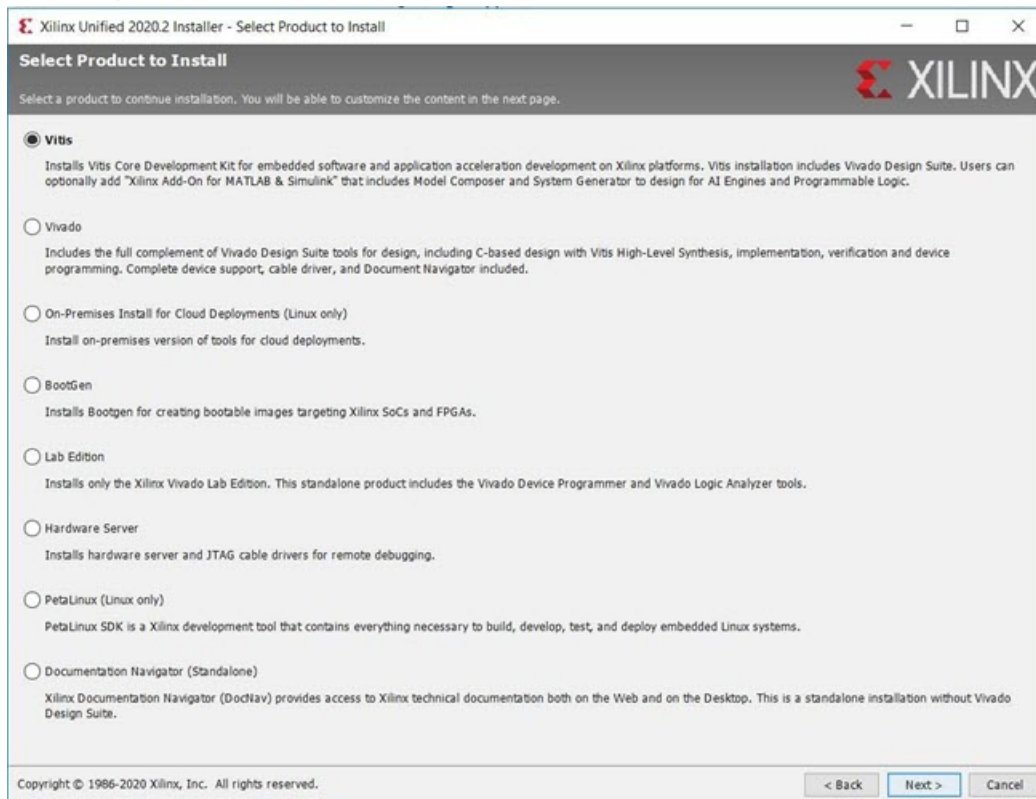 Xilinx Unified 2020.2 Installer - Select Product to Install
Select Product to Install
XILINX
Select a product to continue installation. You will be able to customize the content in the next page.
Vitis
Installs Vitis Core Development Kit for embedded software and application acceleration development on Xilinx platforms. Vitis installation includes Vivado Design Suite. Users can
optionally add "Xilinx Add-On for MATLAB & Simulink" that includes Model Composer and System Generator to design for AI Engines and Programmable Logic.
Vivado
Includes the full complement of Vivado Design Suite tools for design, including C-based design with Vitis High-Level Synthesis, implementation, verification and device
programming. Complete device support, cable driver, and Document Navigator included.
On-Premises Install for Cloud Deployments (Linux only)
Install on-premises version of tools for cloud deployments.
BootGen
Installs Bootgen for creating bootable images targeting Xilinx SoCs and FPGAs.
Lab Edition
Installs only the Xilinx Vivado Lab Edition. This standalone product includes the Vivado Device Programmer and Vivado Logic Analyzer tools.
Hardware Server
Installs hardware server and JTAG cable drivers for remote debugging.
PetaLinux (Linux only)
PetaLinux SDK is a Xilinx development tool that contains everything necessary to build, develop, test, and deploy embedded Linux systems.
Documentation Navigator (Standalone)
Xilinx Documentation Navigator (DocNav) provides access to Xilinx technical documentation both on the Web and on the Desktop. This is a standalone installation without Vivado
Design Suite.
Copyright © 1986-2020 Xilinx, Inc. All rights reserved.
< Back
Next >
Cancel